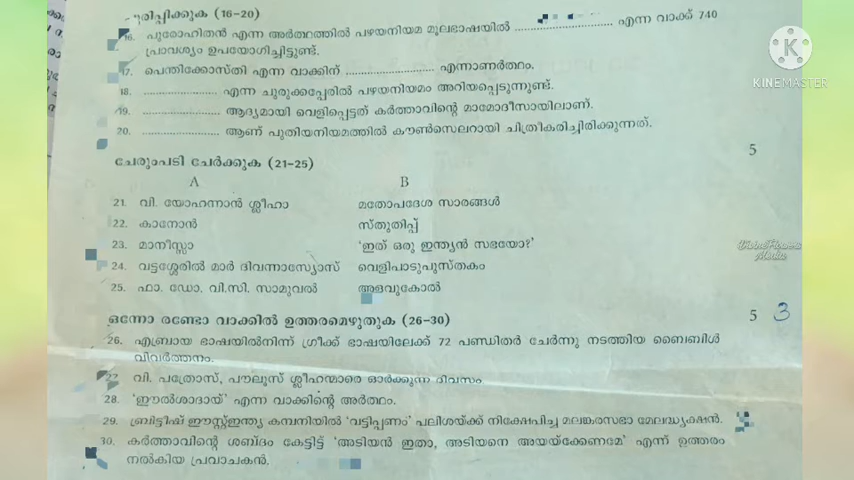 പൂരിപ്പിക്കുക (16-20)
16. പുരോഹിതൻ എന്ന അർത്ഥത്തിൽ പഴയനിയമ മൂലഭാഷയിൽ .............................. എന്ന വാക്ക് 740
പ്രാവശ്യം ഉപയോഗിച്ചിട്ടുണ്ട്.
17. പെന്തിക്കോസ്തി എന്ന വാക്കിന് ........................... എന്നാണർത്ഥം.
18. ...................... എന്ന ചുരുക്കപ്പേരിൽ പഴയനിയമം അറിയപ്പെടുന്നുണ്ട്.
19. ....................... ആദ്യമായി വെളിപ്പെട്ടത് കർത്താവിന്റെ മാമോദീസായിലാണ്.
20. ....................... ആണ് പുതിയനിയമത്തിൽ കൗൺസെലറായി ചിത്രീകരിച്ചിരിക്കുന്നത്.
5
ചേരുംപടി ചേർക്കുക (21-25)
A B
21. വി. യോഹന്നാൻ ശ്ലീഹാ മതോപദേശ സാരങ്ങൾ
22. കാനോൻ സ്തുതിപ്പ്
23. മാനീസ്സാ 'ഇത് ഒരു ഇന്ത്യൻ സഭയോ?'
24. വട്ടശ്ശേരിൽ മാർ ദിവന്നാസ്യോസ് വെളിപാടുപുസ്തകം
25. ഫാ. ഡോ. വി.സി. സാമുവൽ അളവുകോൽ
ഒന്നോ രണ്ടോ വാക്കിൽ ഉത്തരമെഴുതുക (26-30) 5 3
26. എബ്രായ ഭാഷയിൽനിന്ന് ഗ്രീക്ക് ഭാഷയിലേക്ക് 72 പണ്ഡിതർ ചേർന്നു നടത്തിയ ബൈബിൾ
വിവർത്തനം.
27. വി. പത്രോസ്, പൗലൂസ് ശ്ലീഹന്മാരെ ഓർക്കുന്ന ദിവസം
28. 'ഈൽശാദായ്' എന്ന വാക്കിന്റെ അർത്ഥം.
29. ബ്രിട്ടീഷ് ഈസ്റ്റ്ഇന്ത്യ കമ്പനിയിൽ 'വട്ടിപ്പണം' പലിശയ്ക്ക് നിക്ഷേപിച്ച മലങ്കരസഭാ മേലദ്ധ്യക്ഷൻ.
30. കർത്താവിന്റെ ശബ്ദം കേട്ടിട്ട് 'അടിയൻ ഇതാ, അടിയനെ അയയ്ക്കേണമേ' എന്ന് ഉത്തരം
നൽകിയ പ്രവാചകൻ.
KINEMASTER
Media